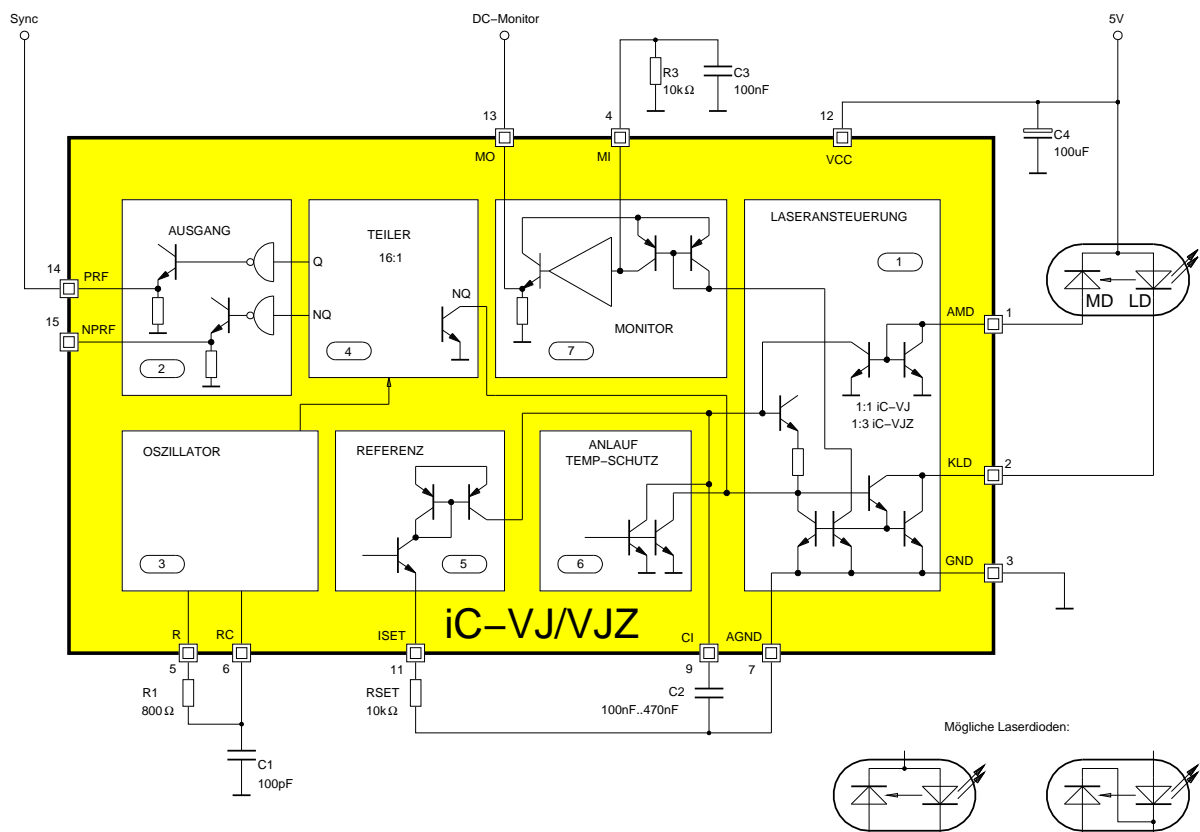 Sync
DC−Monitor
5V
R3
10kΩ
C3
100nF
13
4
12
MO
MI
VCC
C4
100uF
AUSGANG
TEILER
16:1
LASERANSTEUERUNG
1
14
PRF
Q
NQ
NQ
15
NPRF
2
4
MONITOR
7
MD
LD
AMD
1
1:1 iC−VJ
1:3 iC−VJZ
OSZILLATOR
REFERENZ
ANLAUF
TEMP−SCHUTZ
KLD
2
3
5
6
GND
3
iC−VJ/VJZ
R
RC
ISET
CI
AGND
5
6
11
9
7
R1
800Ω
RSET
10kΩ
C2
100nF..470nF
C1
100pF
Mögliche Laserdioden: